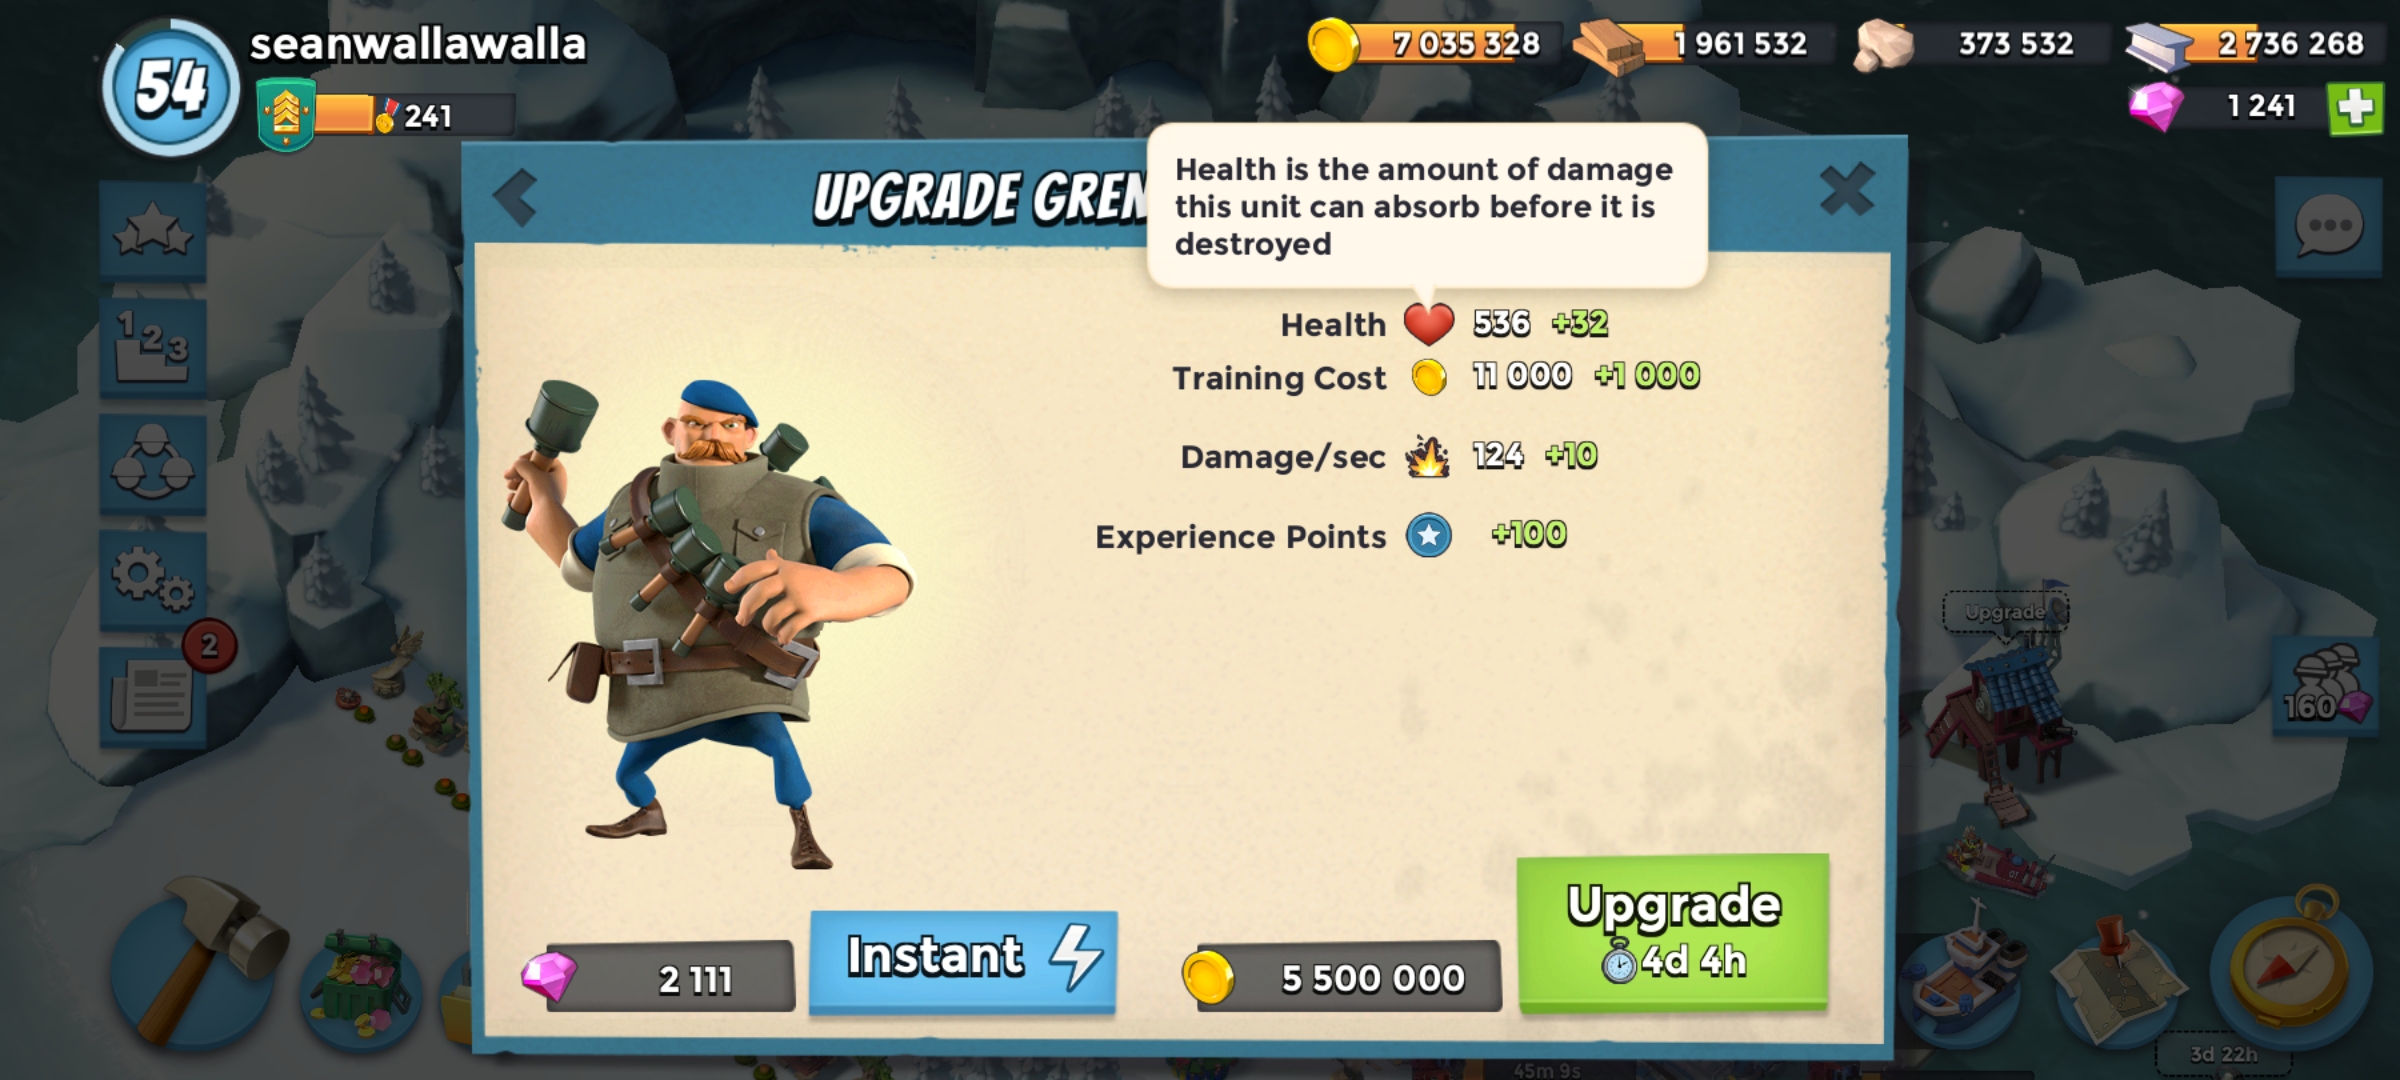 54
seanwallawalla
241
7 035 328
1 961 532
373 532
2 736 268
1 241
UPGRADE GREN
Health is the amount of damage
this unit can absorb before it is
destroyed
Health 536 +32
Training Cost 11 000 +1 000
Damage/sec 124 +10
Experience Points +100
123
2
Upgrade
160
2 111
Instant
5 500 000
Upgrade
4d 4h
3d 22h
45m 9s